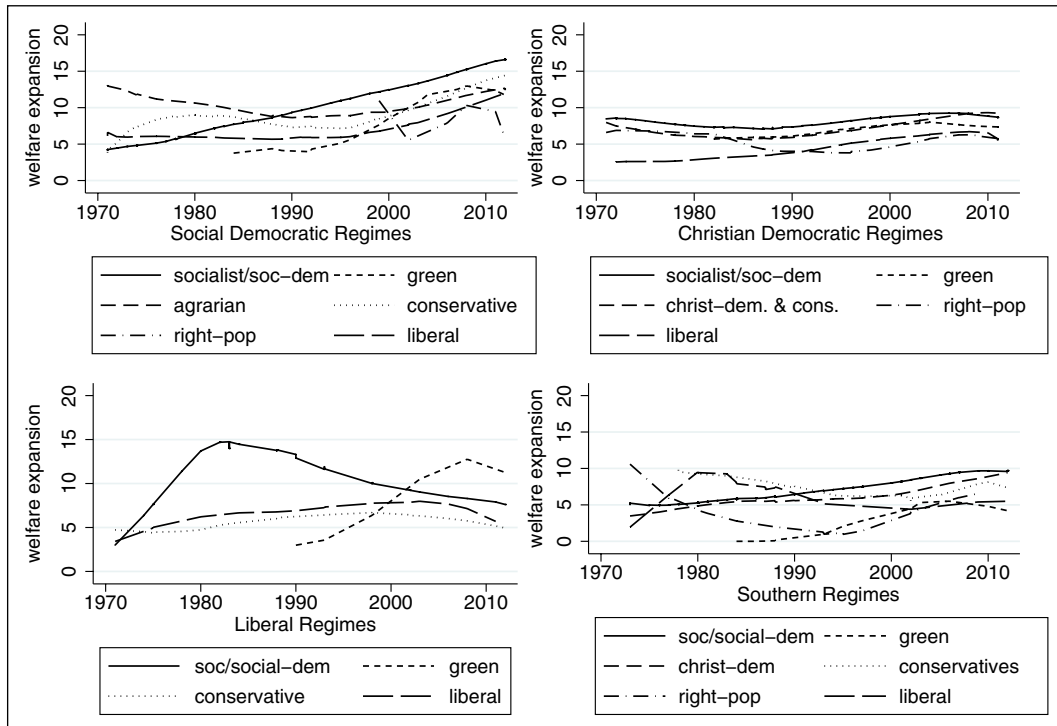 welfare expansion
20
15
10
5
0
1970 1980 1990 2000 2010
Social Democratic Regimes
socialist/soc−dem green
agrarian conservative
right−pop liberal
welfare expansion
20
15
10
5
0
1970 1980 1990 2000 2010
Christian Democratic Regimes
socialist/soc−dem green
christ−dem. & cons. right−pop
liberal
welfare expansion
20
15
10
5
0
1970 1980 1990 2000 2010
Liberal Regimes
soc/social−dem green
conservative liberal
welfare expansion
20
15
10
5
0
1970 1980 1990 2000 2010
Southern Regimes
soc/social−dem green
christ−dem conservatives
right−pop liberal